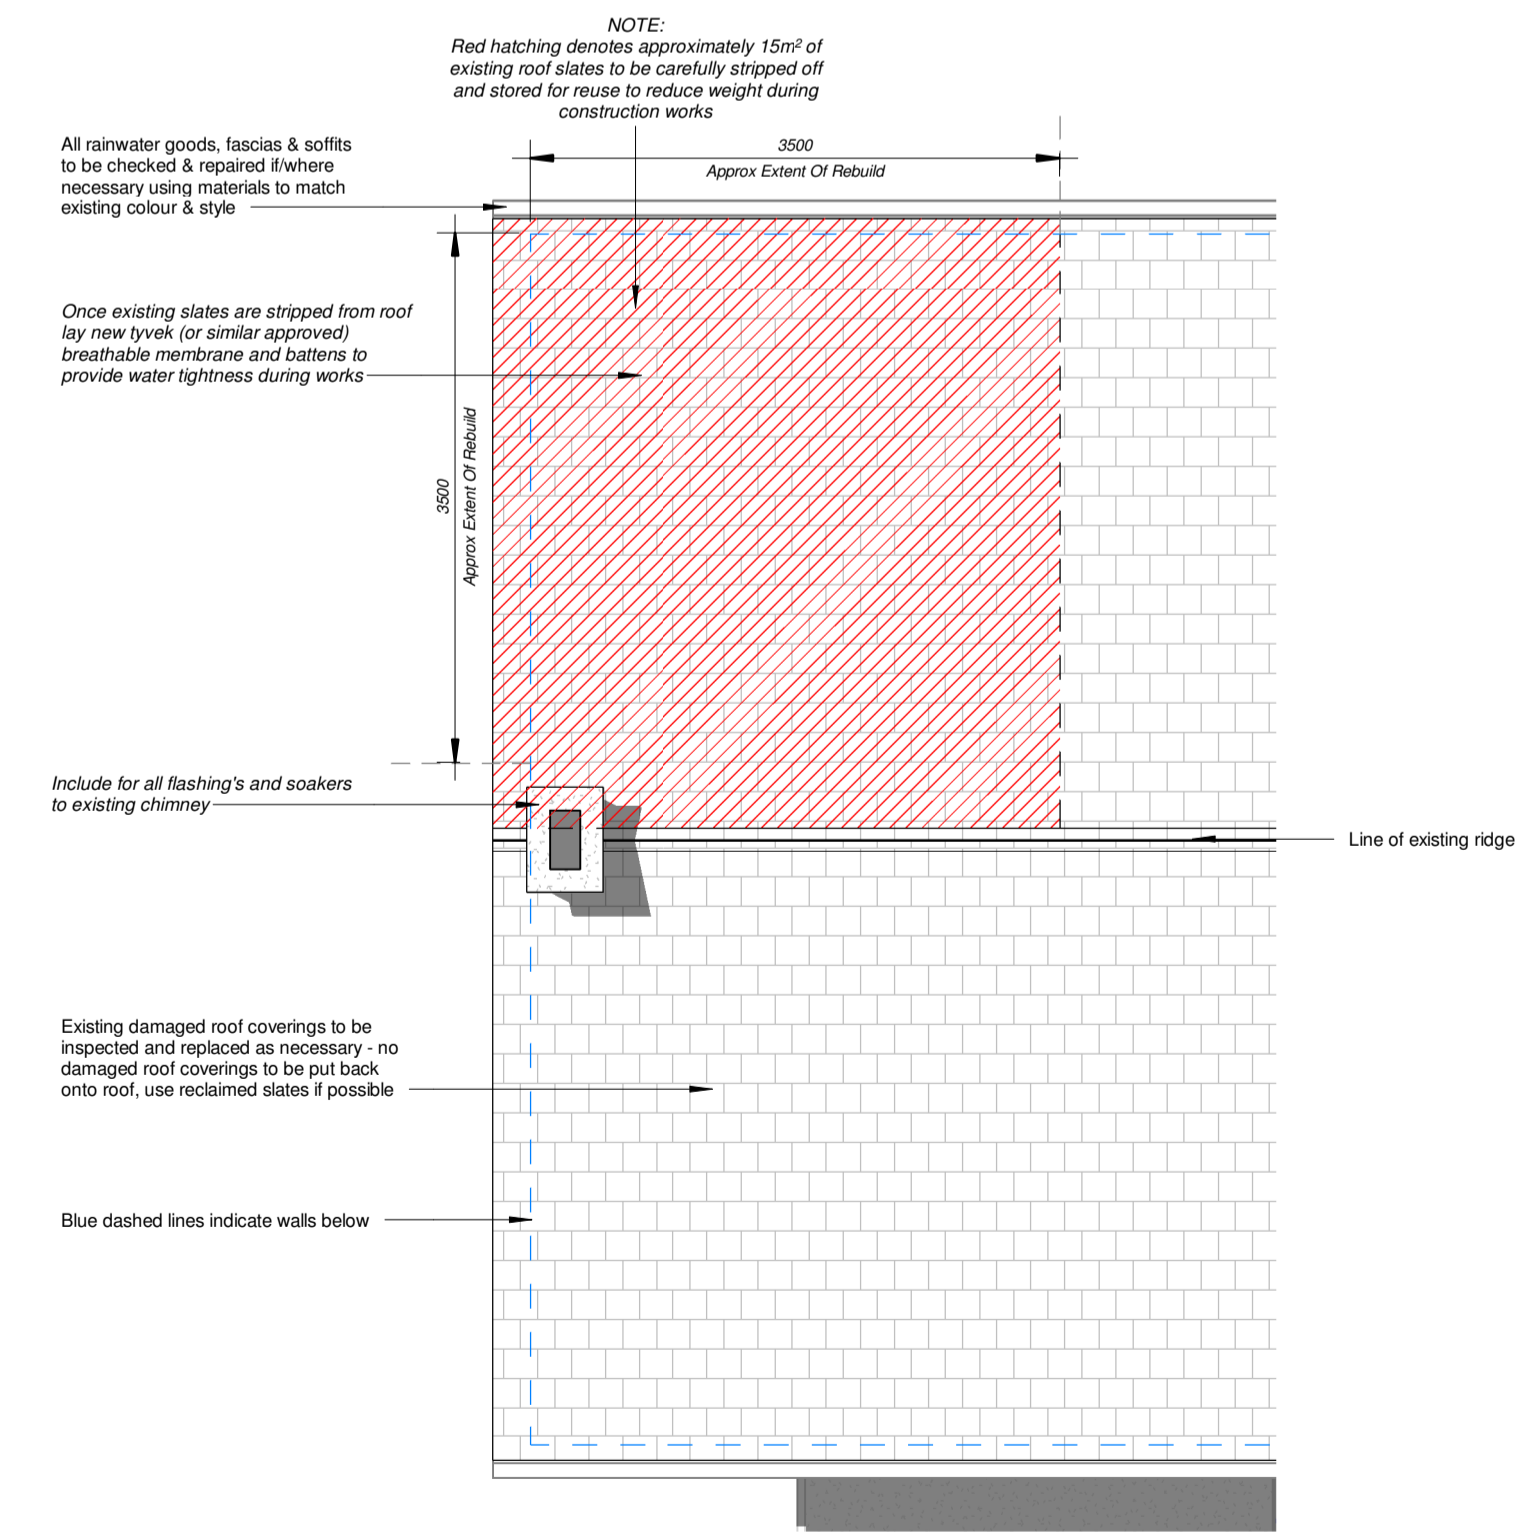 NOTE:
Red hatching denotes approximately 15m² of
existing roof slates to be carefully stripped off
and stored for reuse to reduce weight during
construction works
All rainwater goods, fascias & soffits
to be checked & repaired if/where
necessary using materials to match
existing colour & style
3500
Approx Extent Of Rebuild
Once existing slates are stripped from roof
lay new tyvek (or similar approved)
breathable membrane and battens to
provide water tightness during works
3500
Approx Extent Of Rebuild
Include for all flashing's and soakers
to existing chimney
Line of existing ridge
Existing damaged roof coverings to be
inspected and replaced as necessary - no
damaged roof coverings to be put back
onto roof, use reclaimed slates if possible
Blue dashed lines indicate walls below